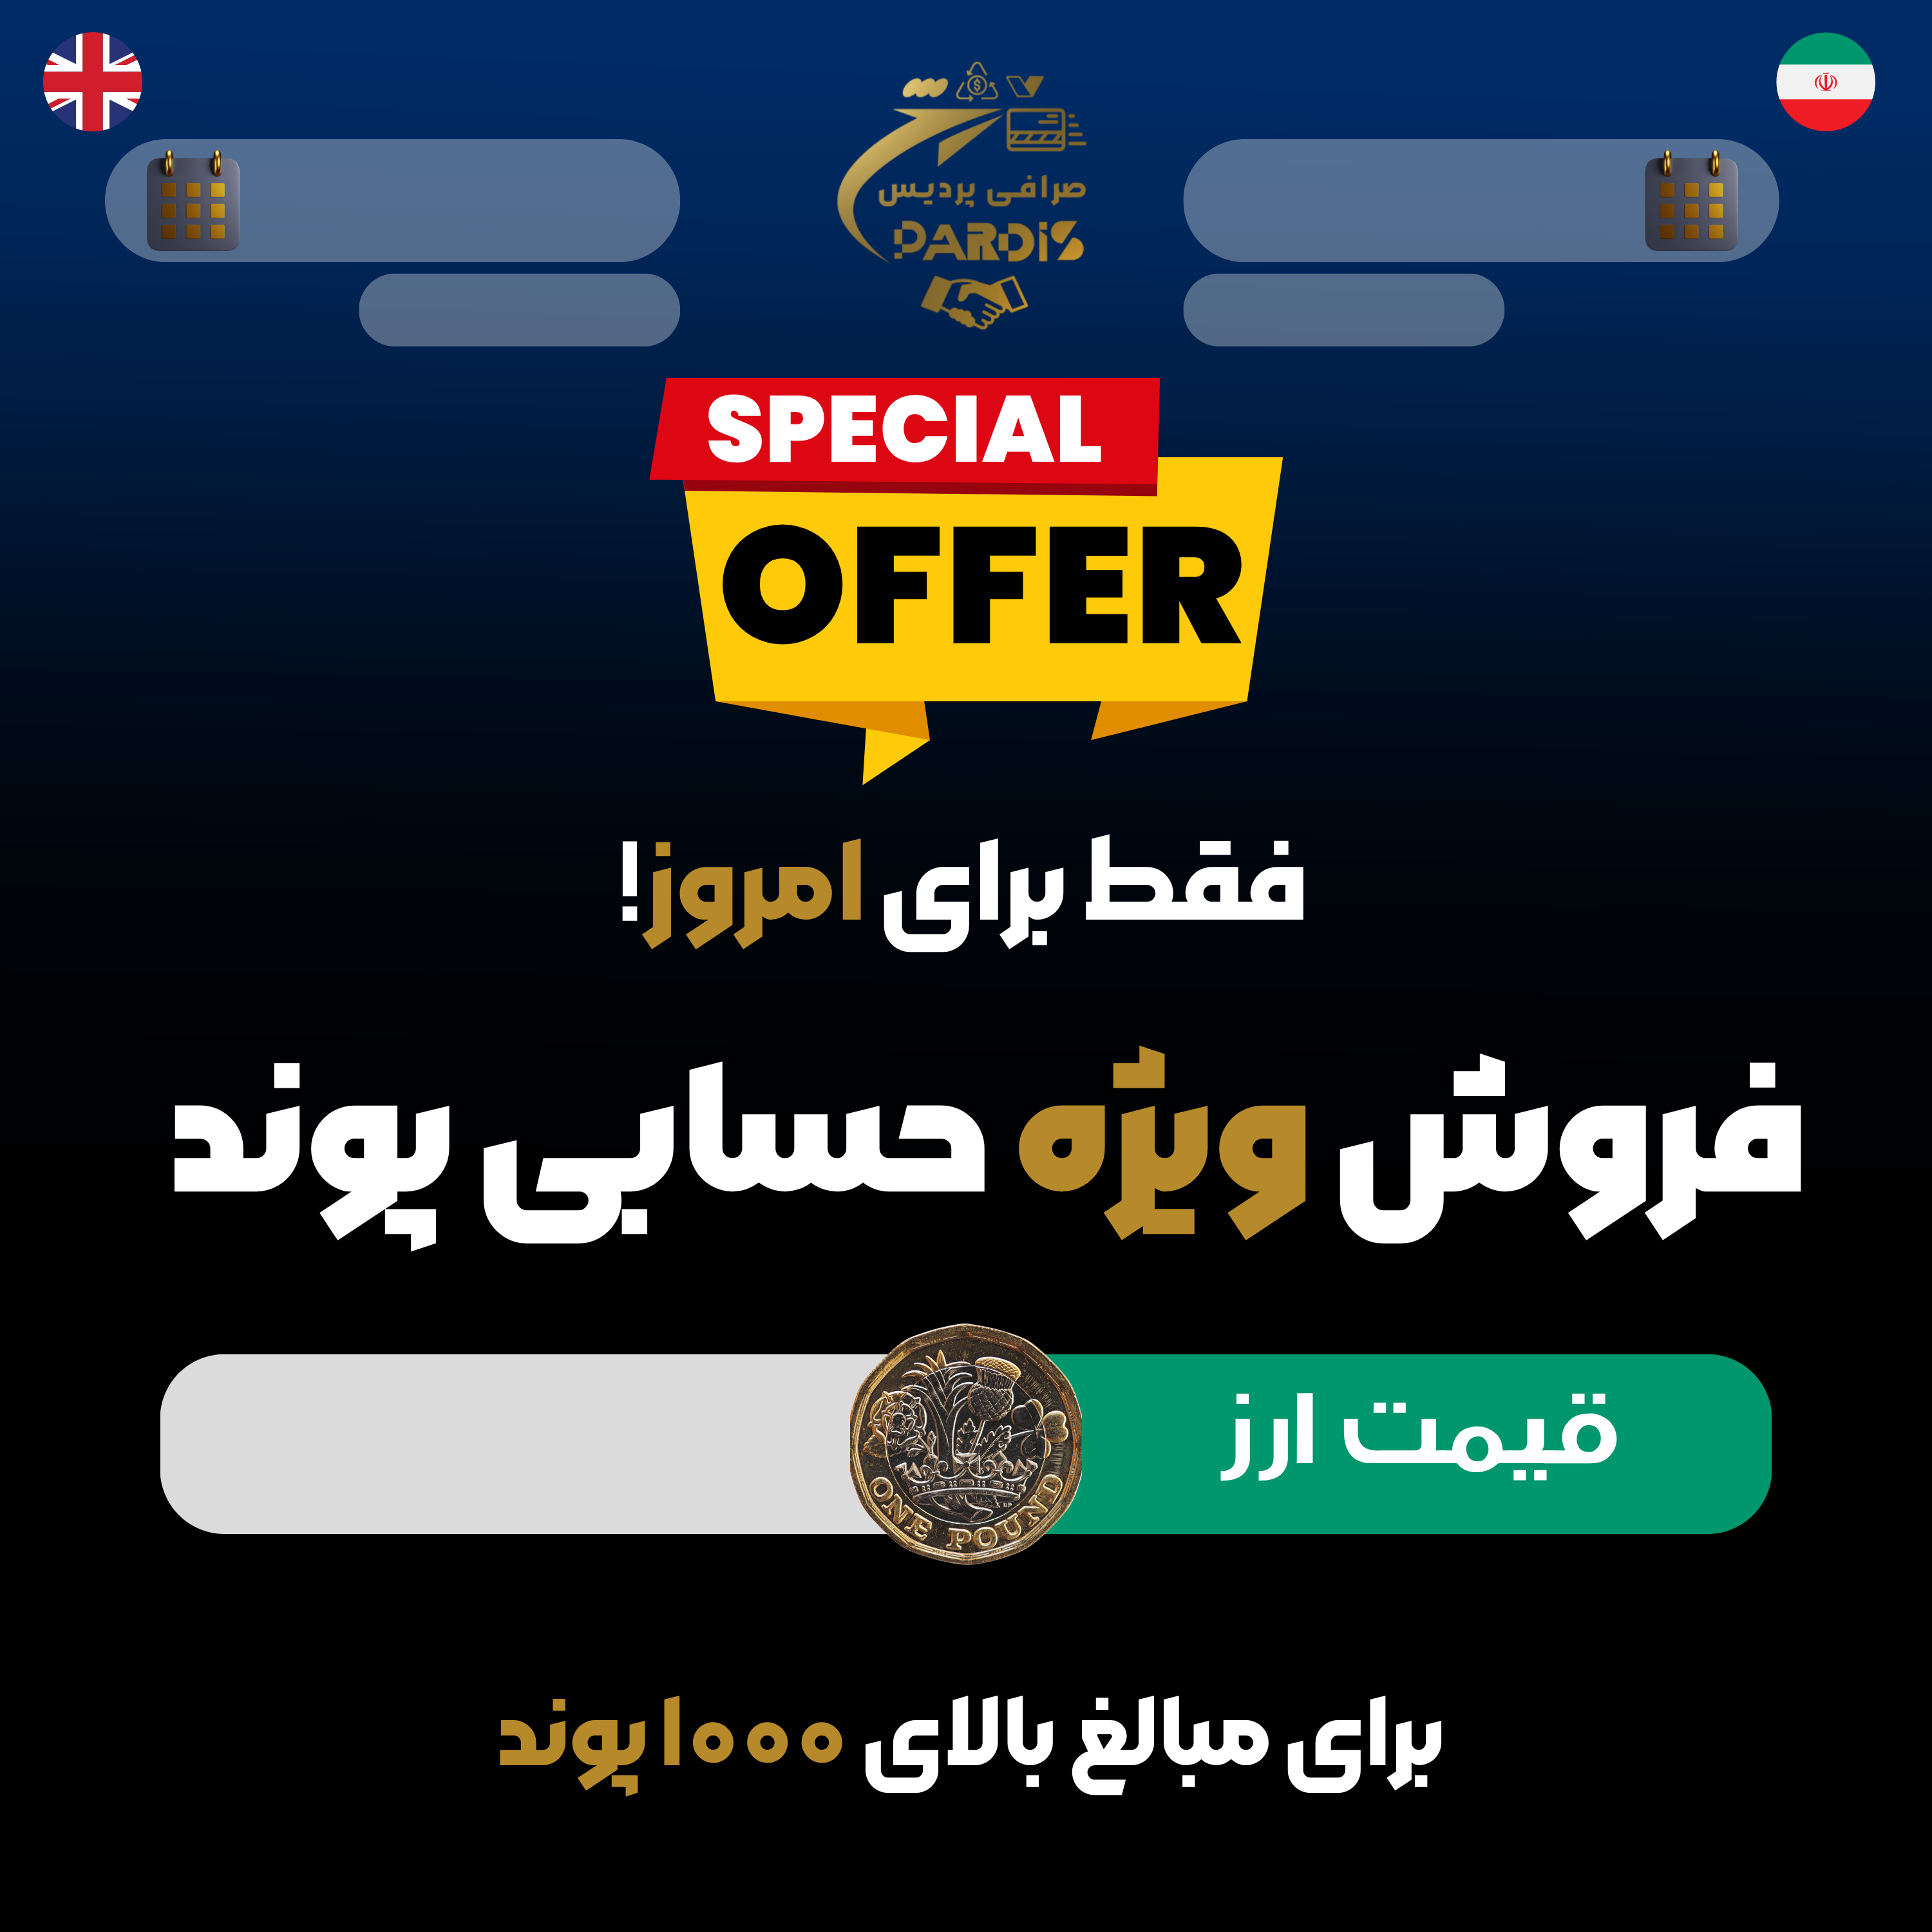 صرافی پردیس
PARDIS
SPECIAL
OFFER
فقط برای امروز!
فروش ویژه حسابی پوند
قیمت ارز
ONE POUND
برای مبالغ بالای ۱۰۰۰ پوند